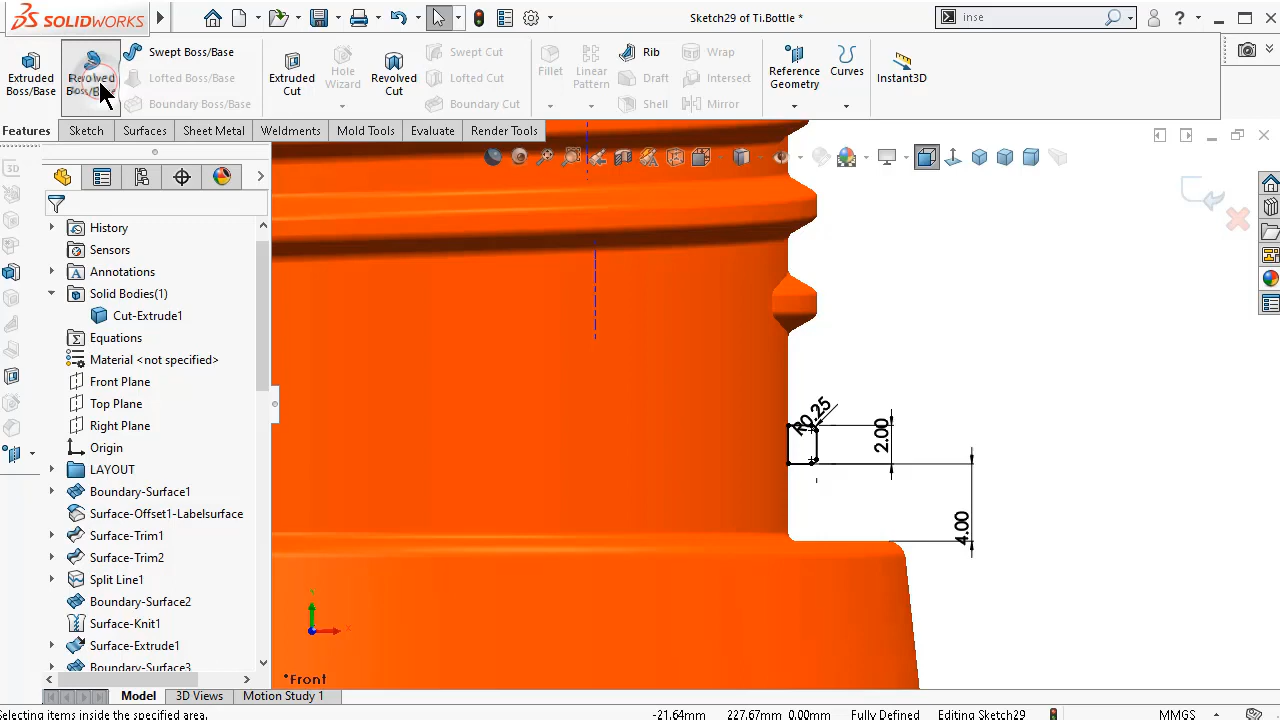 SOLIDWORKS
Sketch23 of Ti.Bottle *
inse
Extruded Boss/Base
Revolved Boss/Base
Swept Boss/Base
Lofted Boss/Base
Boundary Boss/Base
Extruded Cut
Hole Wizard
Revolved Cut
Swept Cut
Lofted Cut
Boundary Cut
Fillet
Linear Pattern
Rib
Draft
Shell
Wrap
Intersect
Mirror
Reference Geometry
Curves
Instant3D
Features
Sketch
Surfaces
Sheet Metal
Weldments
Mold Tools
Evaluate
Render Tools
History
Sensors
Annotations
Solid Bodies(1)
Cut-Extrude1
Equations
Material <not specified>
Front Plane
Top Plane
Right Plane
Origin
LAYOUT
Boundary-Surface1
Surface-Offset1-Labelsurface
Surface-Trim1
Surface-Trim2
Split Line1
Boundary-Surface2
Surface-Knit1
Surface-Extrude1
Boundary-Surface3
R0.25
2.00
4.00
*Front
Model
3D Views
Motion Study 1
Selecting items inside the specified area.
-21.64mm
227.67mm
0.00mm
Fully Defined
Editing Sketch29
MMGS